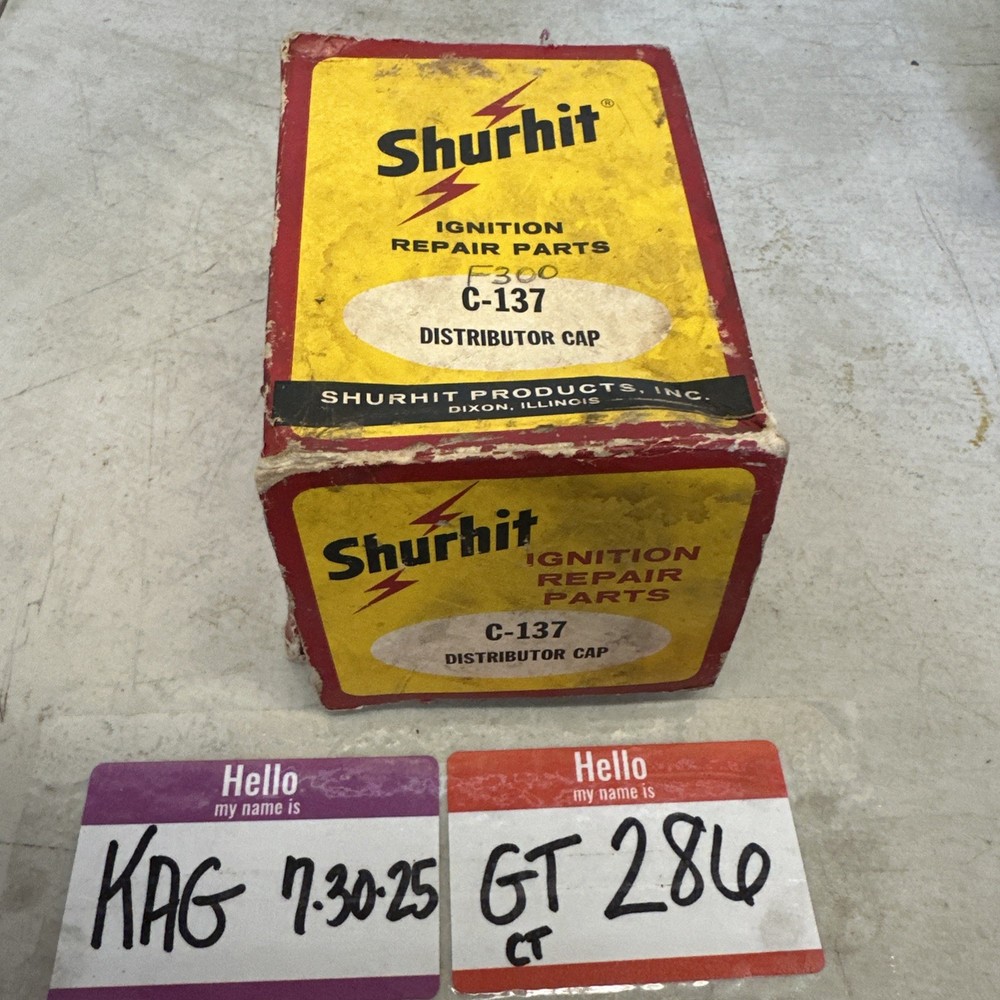 Shurhit®
IGNITION
REPAIR PARTS
F300
C-137
DISTRIBUTOR CAP
SHURHIT PRODUCTS, INC.
DIXON, ILLINOIS
Shurhit
IGNITION
REPAIR
PARTS
C-137
DISTRIBUTOR CAP
Hello
my name is
KAG 7.30.25
Hello
my name is
GT 286
CT